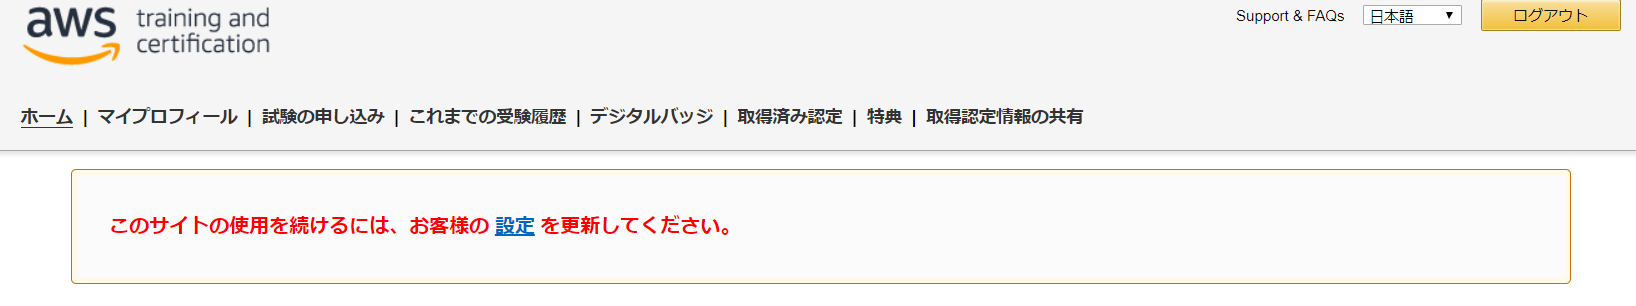 aws training and
certification
Support & FAQs 日本語 ログアウト
ホーム | マイプロフィール | 試験の申し込み | これまでの受験履歴 | デジタルバッジ | 取得済み認定 | 特典 | 取得認定情報の共有
このサイトの使用を続けるには、お客様の 設定 を更新してください。